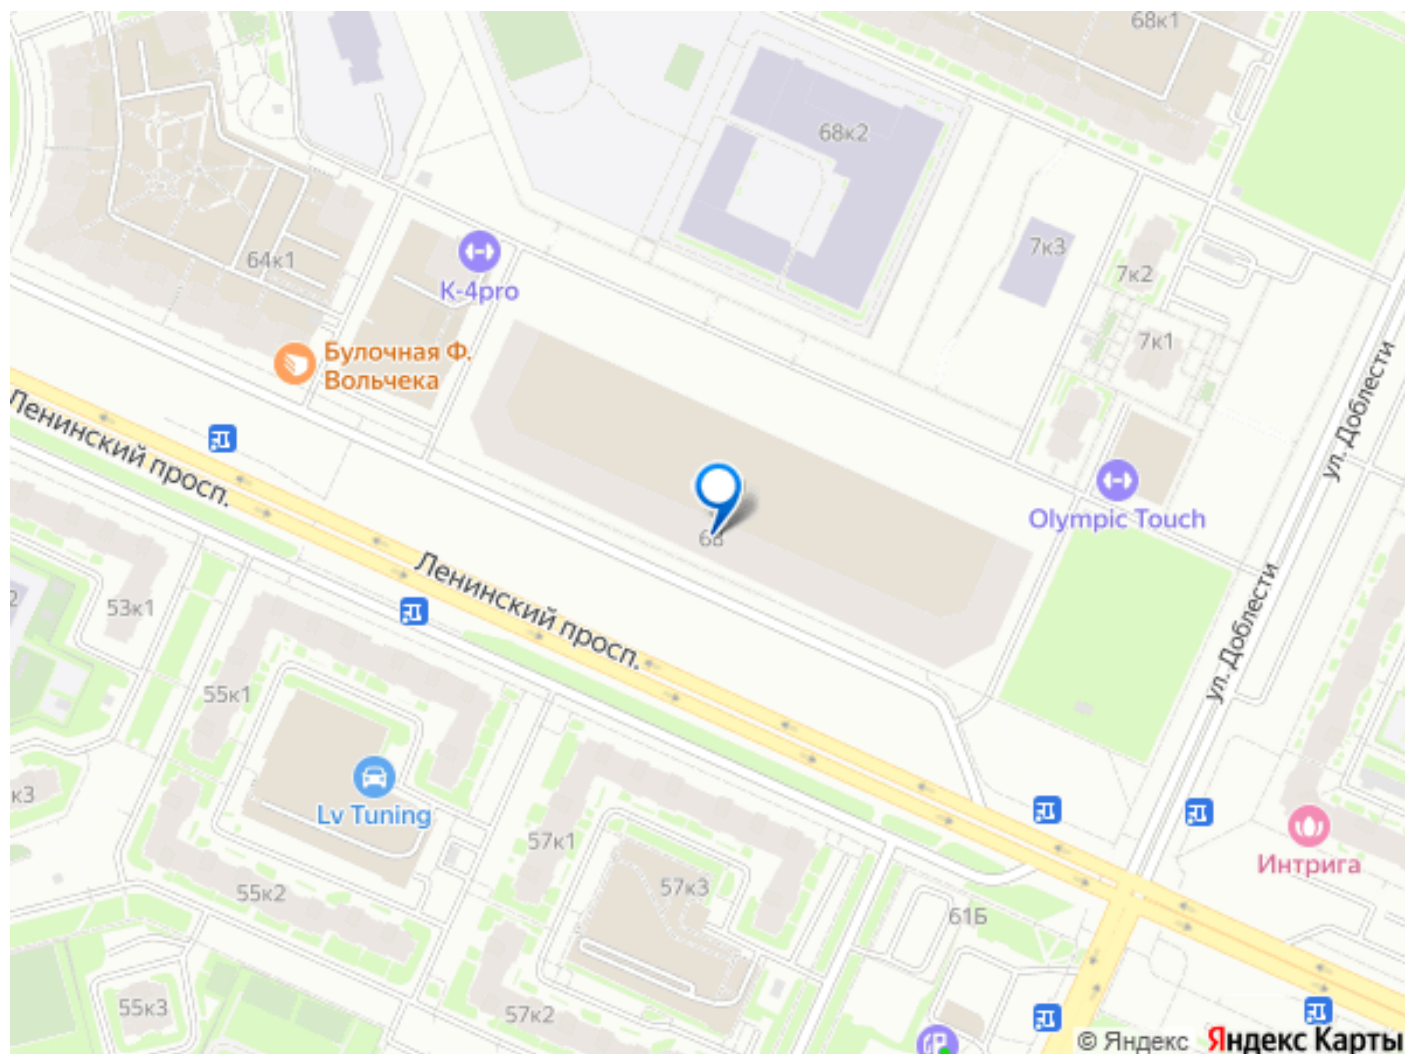 68к1
68к2
7к3
7к2
64к1
K-4pro
7к1
Булочная Ф.
Вольчека
Ленинский просп.
ул. Доблести
Olympic Touch
Ленинский просп.
53к1
ул. Доблести
55к1
к3
Lv Tuning
57к1
Интрига
55к2
57к3
61Б
55к3
57к2
© Яндекс Яндекс Карты